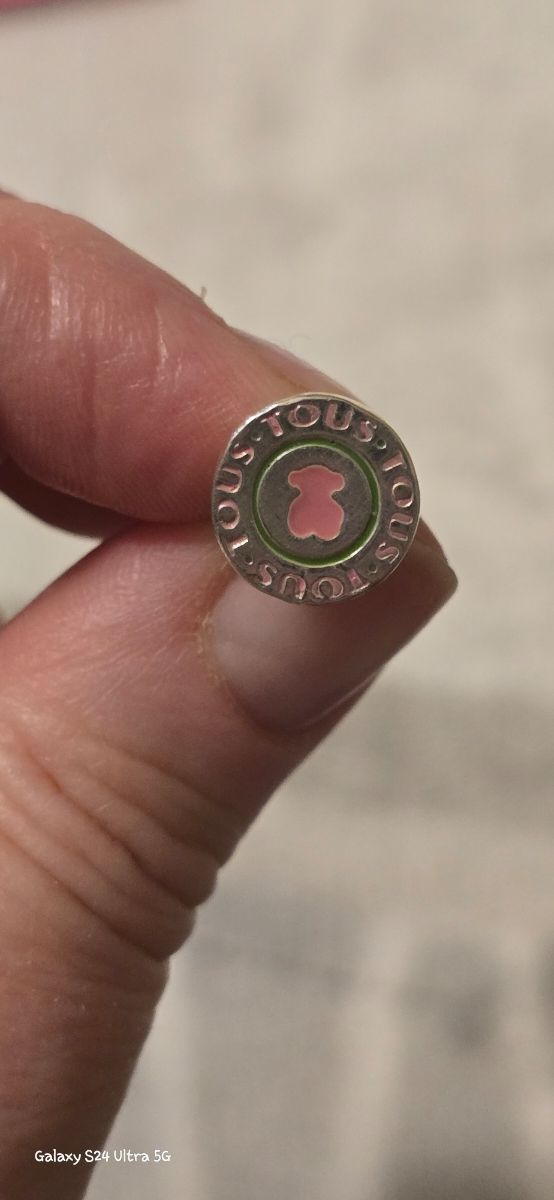 TOUS · TOUS · TOUS · TOUS ·
Galaxy S24 Ultra 5G